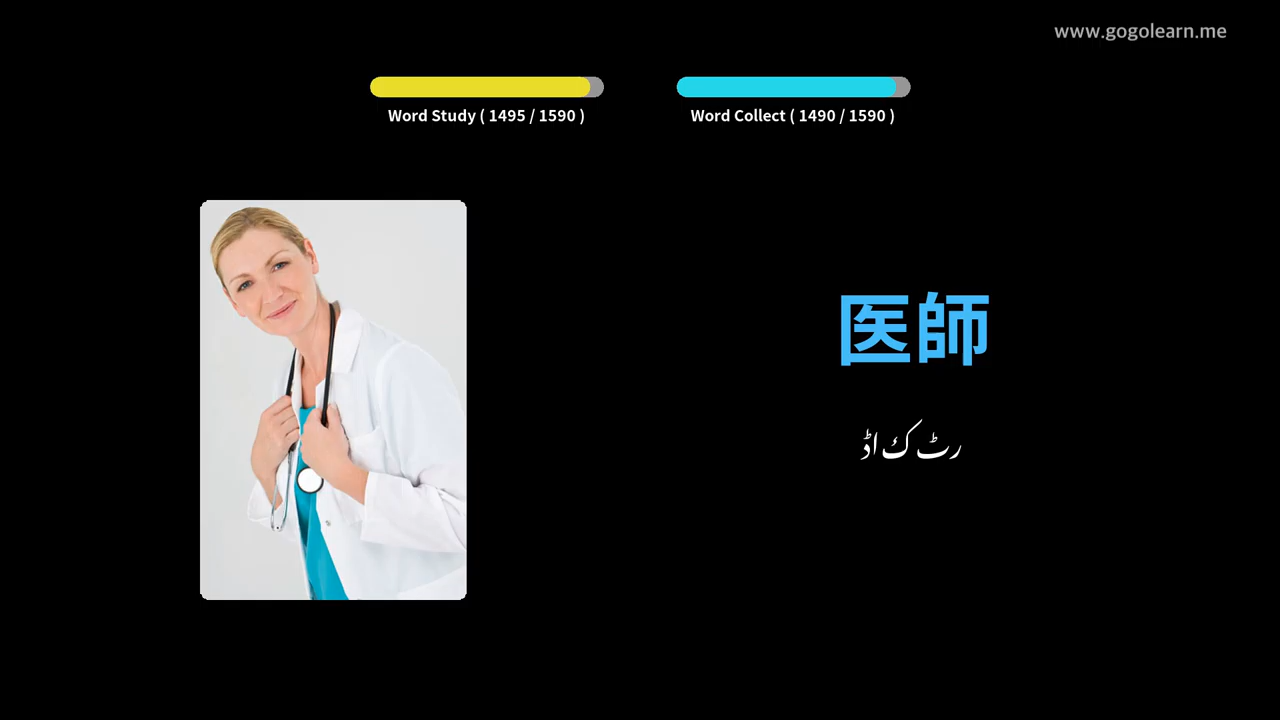 www.gogolearn.me
Word Study ( 1495 / 1590 )
Word Collect ( 1490 / 1590 )
医師
رٹ ک اڈ